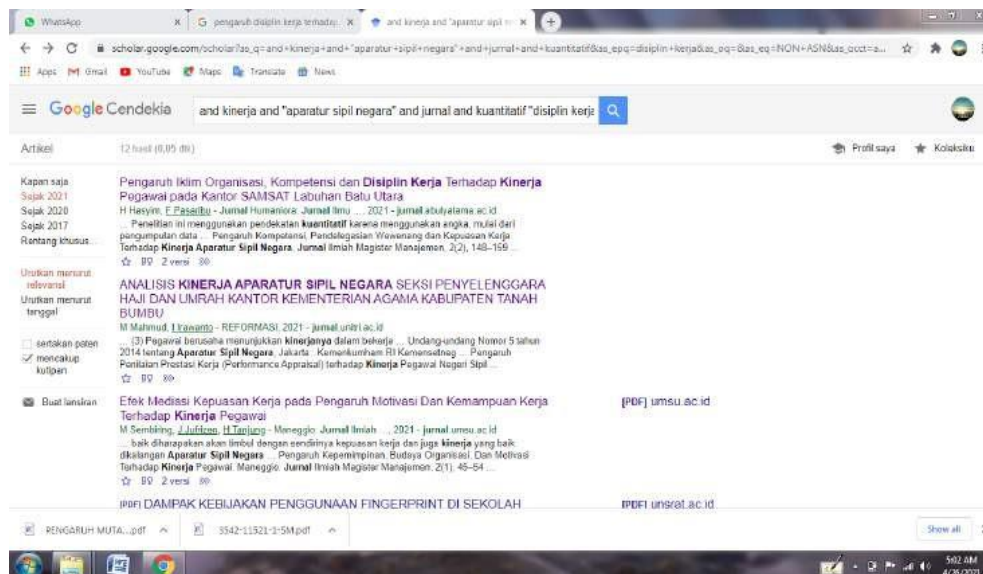 WhatsApp
pengaruh disiplin kerja terhadap
and kinerja and "aparatur sipil
scholar.google.com/scholar?as_q=and+kinerja+and+"aparatur+sipil+negara"+and+jurnal+and+kuantitatif&as_epq=disiplin+kerja&as_oq=&as_eq=NON+ASN&as_occt=a...
Apps Gmail YouTube Maps Translate News
Google Cendekia
and kinerja and "aparatur sipil negara" and jurnal and kuantitatif "disiplin kerja
Artikel
12 hasil (0,05 dtk)
Profil saya
Koleksiku
Kapan saja
Sejak 2021
Sejak 2020
Sejak 2017
Rentang khusus...
Urutkan menurut
relevansi
Urutkan menurut
tanggal
sertakan paten
mencakup
kutipan
Buat lansiran
Pengaruh Iklim Organisasi, Kompetensi dan Disiplin Kerja Terhadap Kinerja
Pegawai pada Kantor SAMSAT Labuhan Batu Utara
H Hasyim, E Pasaribu - Jurnal Humaniora: Jurnal Ilmu ..., 2021 - jurnal.abulyatama.ac.id
... Penelitian ini menggunakan pendekatan kuantitatif karena menggunakan angka, mulai dari
pengumpulan data ... Pengaruh Kompetensi, Pendelegasian Wewenang dan Kepuasan Kerja
Terhadap Kinerja Aparatur Sipil Negara. Jurnal Ilmiah Magister Manajemen, 2(2), 148–159 ...
2 versi
ANALISIS KINERJA APARATUR SIPIL NEGARA SEKSI PENYELENGGARA
HAJI DAN UMRAH KANTOR KEMENTERIAN AGAMA KABUPATEN TANAH
BUMBU
M Mahmud, I Irawanto - REFORMASI, 2021 - jurnal.unitri.ac.id
... (3) Pegawai berusaha menunjukkan kinerjanya dalam bekerja ... Undang-undang Nomor 5 tahun
2014 tentang Aparatur Sipil Negara, Jakarta : Kemenkumham RI Kemensetneg ... Pengaruh
Penilaian Prestasi Kerja (Performance Appraisal) terhadap Kinerja Pegawai Negeri Sipil ...
Efek Mediasi Kepuasan Kerja pada Pengaruh Motivasi Dan Kemampuan Kerja
Terhadap Kinerja Pegawai
M Sembiring, J Jufrizen, H Tanjung - Maneggio: Jurnal Ilmiah ..., 2021 - jurnal.umsu.ac.id
... baik diharapakan akan timbul dengan sendirinya kepuasan kerja dan juga kinerja yang baik
dikalangan Aparatur Sipil Negara ... Pengaruh Kepemimpinan, Budaya Organisasi, Dan Motivasi
Terhadap Kinerja Pegawai. Maneggio: Jurnal Ilmiah Magister Manajemen, 2(1), 45–54 ...
2 versi
[PDF] umsu.ac.id
[PDF] DAMPAK KEBIJAKAN PENGGUNAAN FINGERPRINT DI SEKOLAH
[PDF] unsrat.ac.id
PENGARUH MUTA....pdf
3542-11521-1-SM.pdf
Show all
5:02 AM